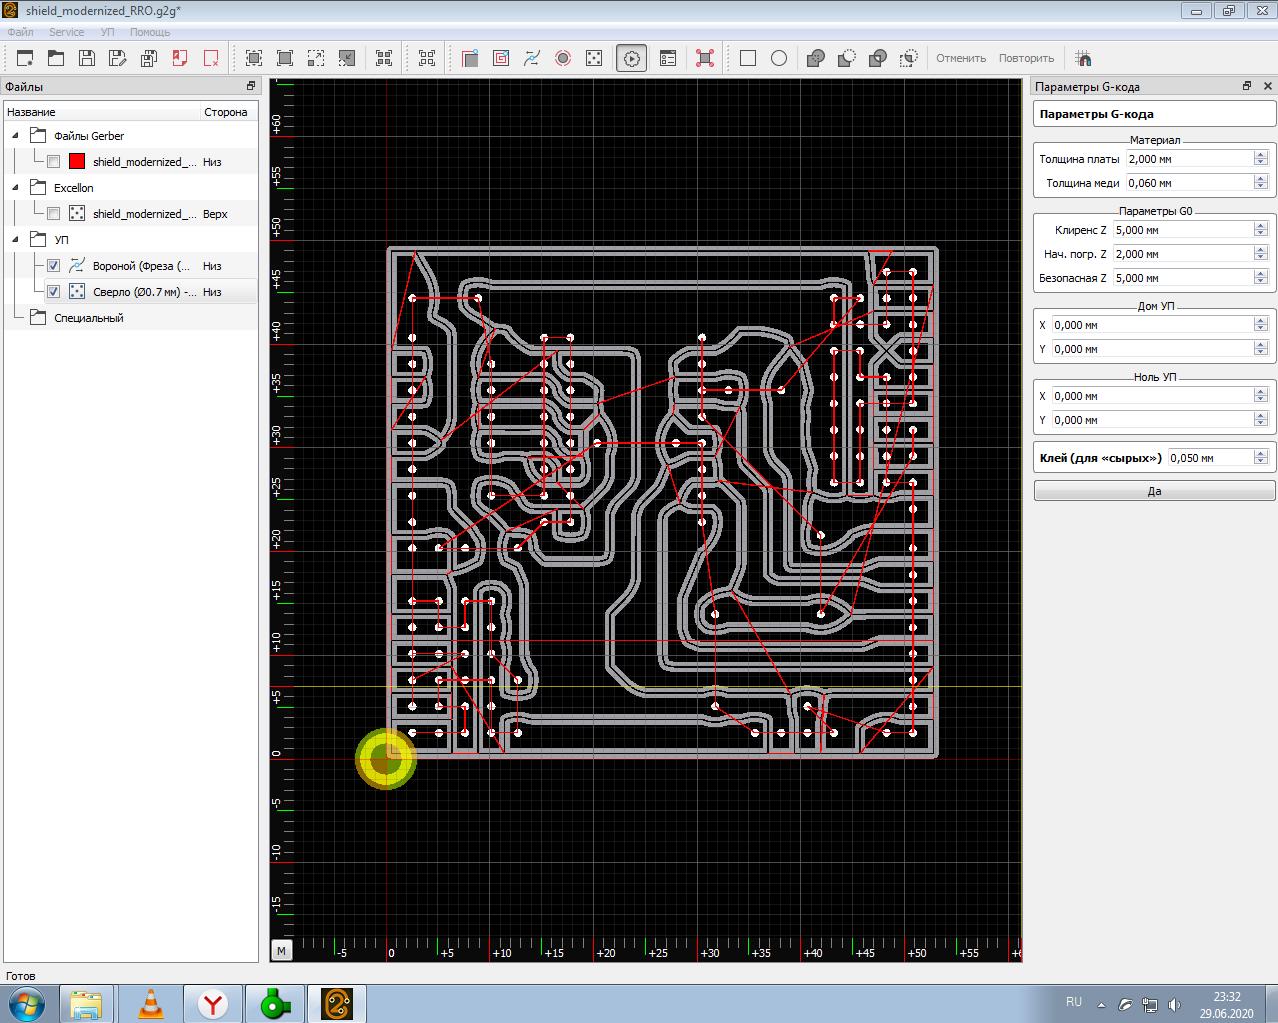 shield_modernized_RRO.g2g*
Файл Service УП Помощь
Отменить Повторить
Файлы
Название Сторона
Файлы Gerber
shield_modernized_... Низ
Excellon
shield_modernized_... Верх
УП
Вороной (Фреза (... Низ
Сверло (Ø0.7 мм) -... Низ
Специальный
+60
+55
+50
+45
+40
+35
+30
+25
+20
+15
+10
+5
0
-5
-10
-15
M
-5 0 +5 +10 +15 +20 +25 +30 +35 +40 +45 +50 +55
Параметры G-кода
Параметры G-кода
Материал
Толщина платы 2,000 мм
Толщина меди 0,060 мм
Параметры G0
Клиренс Z 5,000 мм
Нач. погр. Z 2,000 мм
Безопасная Z 5,000 мм
Дом УП
X 0,000 мм
Y 0,000 мм
Ноль УП
X 0,000 мм
Y 0,000 мм
Клей (для «сырых») 0,050 мм
Да
Готов
RU
23:32
29.06.2020